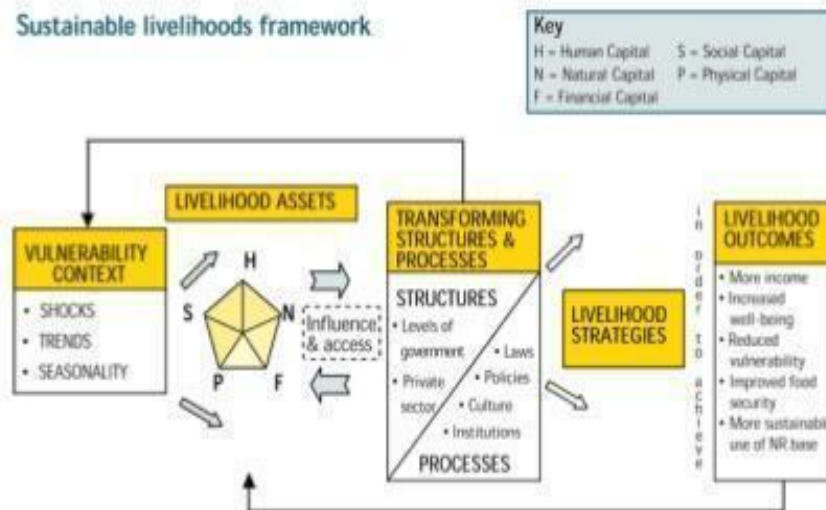 Sustainable livelihoods framework
Key
H = Human Capital S = Social Capital
N = Natural Capital P = Physical Capital
F = Financial Capital
LIVELIHOOD ASSETS
VULNERABILITY
CONTEXT
• SHOCKS
• TRENDS
• SEASONALITY
H
S
N
P
F
Influence
& access
TRANSFORMING
STRUCTURES &
PROCESSES
STRUCTURES
• Levels of
government
• Private
sector
• Laws
• Policies
• Culture
• Institutions
PROCESSES
LIVELIHOOD
STRATEGIES
in order to achieve
LIVELIHOOD
OUTCOMES
• More income
• Increased
well-being
• Reduced
vulnerability
• Improved food
security
• More sustainable
use of NR base